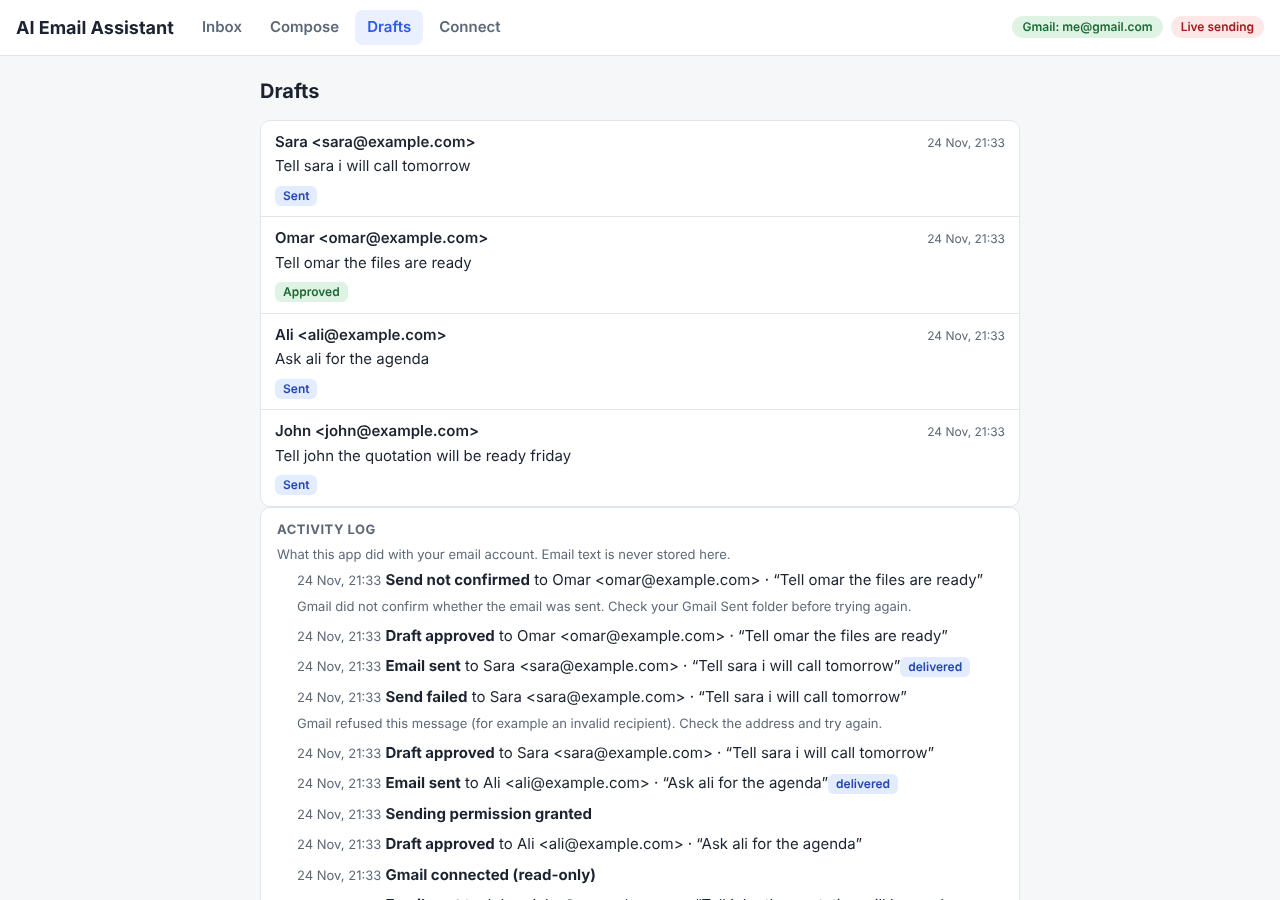 AI Email Assistant Inbox Compose Drafts Connect Gmail: me@gmail.com Live sending
Drafts
Sara <sara@example.com> 24 Nov, 21:33
Tell sara i will call tomorrow
Sent
Omar <omar@example.com> 24 Nov, 21:33
Tell omar the files are ready
Approved
Ali <ali@example.com> 24 Nov, 21:33
Ask ali for the agenda
Sent
John <john@example.com> 24 Nov, 21:33
Tell john the quotation will be ready friday
Sent
ACTIVITY LOG
What this app did with your email account. Email text is never stored here.
24 Nov, 21:33 Send not confirmed to Omar <omar@example.com> · “Tell omar the files are ready”
Gmail did not confirm whether the email was sent. Check your Gmail Sent folder before trying again.
24 Nov, 21:33 Draft approved to Omar <omar@example.com> · “Tell omar the files are ready”
24 Nov, 21:33 Email sent to Sara <sara@example.com> · “Tell sara i will call tomorrow” delivered
24 Nov, 21:33 Send failed to Sara <sara@example.com> · “Tell sara i will call tomorrow”
Gmail refused this message (for example an invalid recipient). Check the address and try again.
24 Nov, 21:33 Draft approved to Sara <sara@example.com> · “Tell sara i will call tomorrow”
24 Nov, 21:33 Email sent to Ali <ali@example.com> · “Ask ali for the agenda” delivered
24 Nov, 21:33 Sending permission granted
24 Nov, 21:33 Draft approved to Ali <ali@example.com> · “Ask ali for the agenda”
24 Nov, 21:33 Gmail connected (read-only)